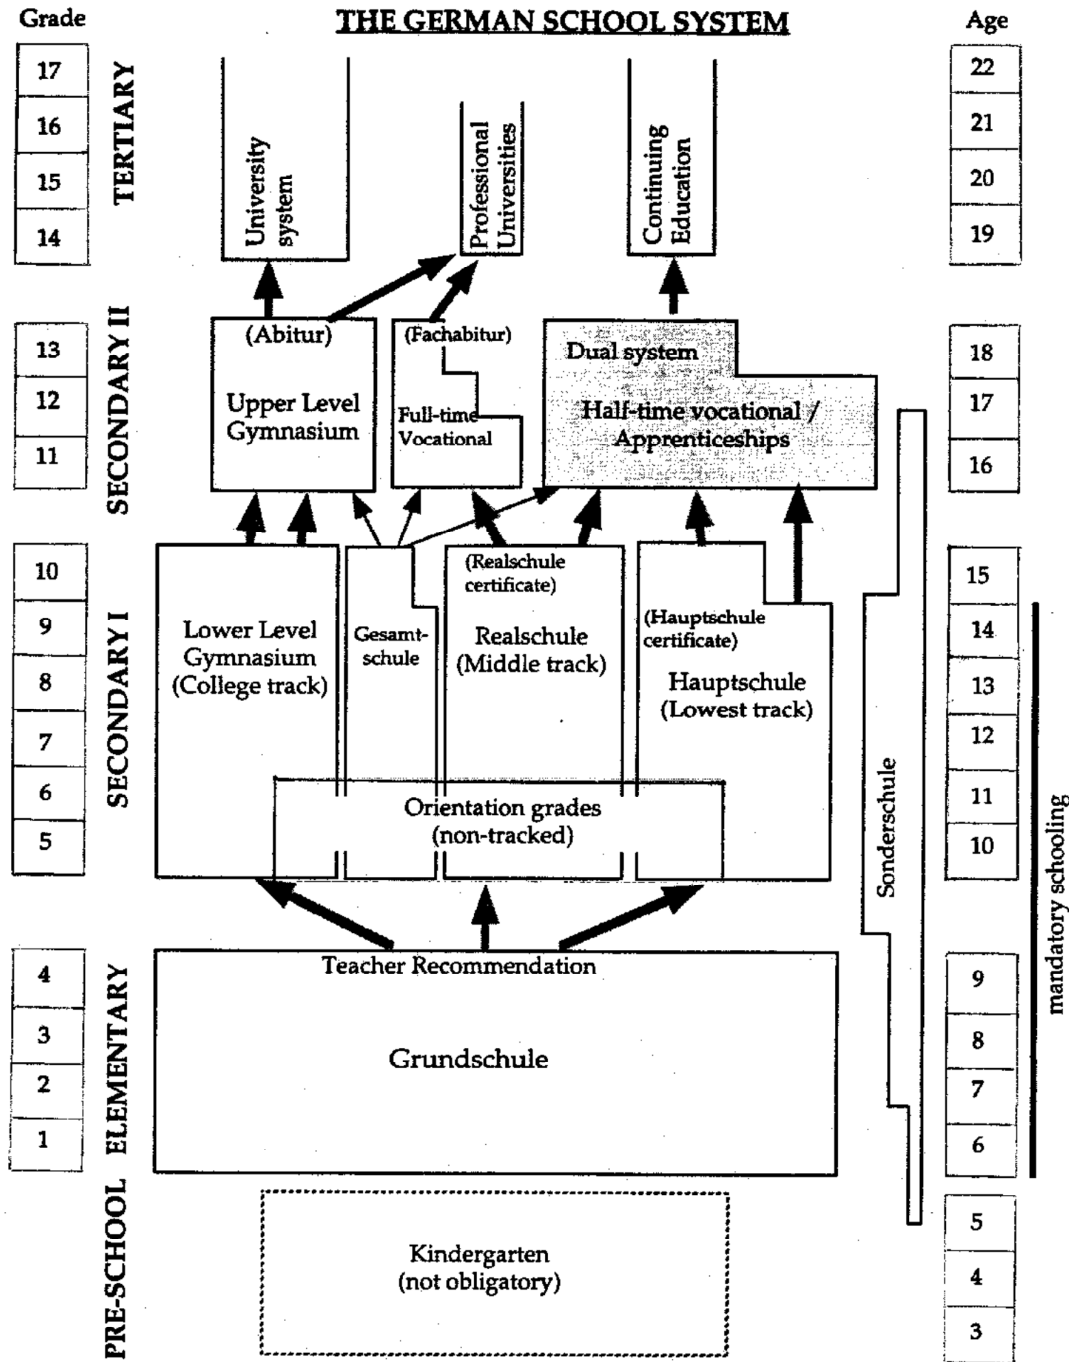 Grade
THE GERMAN SCHOOL SYSTEM
Age
17
16
15
14
TERTIARY
University
system
Professional
Universities
Continuing
Education
22
21
20
19
13
12
11
SECONDARY II
(Abitur)
Upper Level
Gymnasium
(Fachabitur)
Full-time
Vocational
Dual system
Half-time vocational /
Apprenticeships
18
17
16
10
9
8
7
6
5
SECONDARY I
Lower Level
Gymnasium
(College track)
Gesamt-
schule
(Realschule
certificate)
Realschule
(Middle track)
(Hauptschule
certificate)
Hauptschule
(Lowest track)
Orientation grades
(non-tracked)
Sonderschule
15
14
13
12
11
10
mandatory schooling
4
3
2
1
ELEMENTARY
Teacher Recommendation
Grundschule
9
8
7
6
PRE-SCHOOL
Kindergarten
(not obligatory)
5
4
3